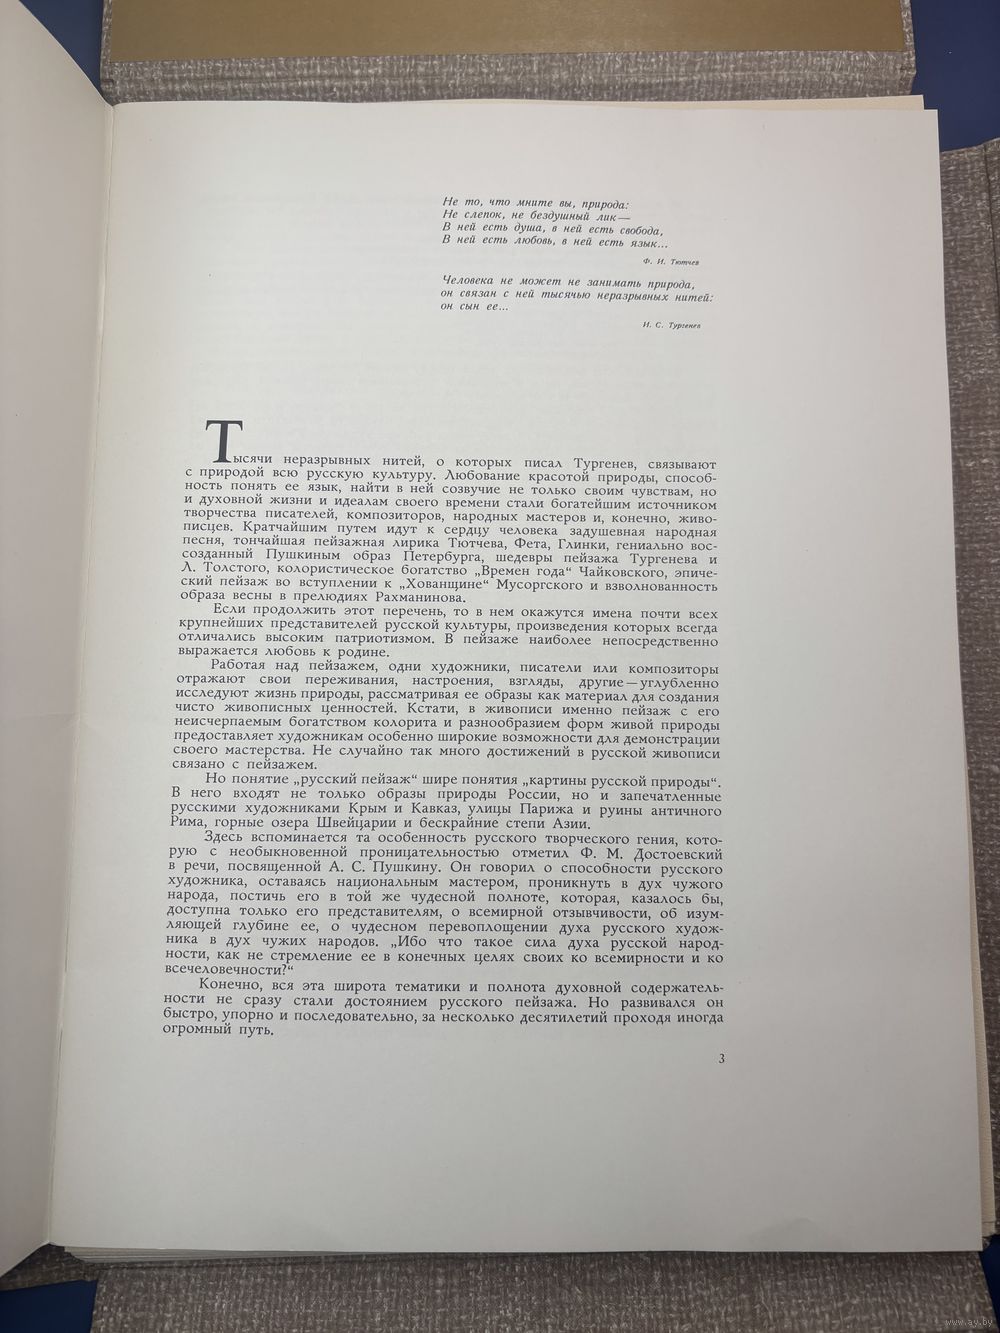 Не то, что мните вы, природа:
Не слепок, не бездушный лик—
В ней есть душа, в ней есть свобода,
В ней есть любовь, в ней есть язык...
Ф. И. Тютчев
Человека не может не занимать природа,
он связан с ней тысячью неразрывных нитей:
он сын ее...
И. С. Тургенев
Тысячи неразрывных нитей, о которых писал Тургенев, связывают
с природой всю русскую культуру. Любование красотой природы, способ-
ность понять ее язык, найти в ней созвучие не только своим чувствам, но
и духовной жизни и идеалам своего времени стали богатейшим источником
творчества писателей, композиторов, народных мастеров и, конечно, живо-
писцев. Кратчайшим путем идут к сердцу человека задушевная народная
песня, тончайшая пейзажная лирика Тютчева, Фета, Глинки, гениально вос-
созданный Пушкиным образ Петербурга, шедевры пейзажа Тургенева и
Л. Толстого, колористическое богатство „Времен года“ Чайковского, эпиче-
ский пейзаж во вступлении к „Хованщине“ Мусоргского и взволнованность
образа весны в прелюдиях Рахманинова.
Если продолжить этот перечень, то в нем окажутся имена почти всех
крупнейших представителей русской культуры, произведения которых всегда
отличались высоким патриотизмом. В пейзаже наиболее непосредственно
выражается любовь к родине.
Работая над пейзажем, одни художники, писатели или композиторы
отражают свои переживания, настроения, взгляды, другие—углубленно
исследуют жизнь природы, рассматривая ее образы как материал для создания
чисто живописных ценностей. Кстати, в живописи именно пейзаж с его
неисчерпаемым богатством колорита и разнообразием форм живой природы
предоставляет художникам особенно широкие возможности для демонстрации
своего мастерства. Не случайно так много достижений в русской живописи
связано с пейзажем.
Но понятие „русский пейзаж“ шире понятия „картины русской природы“.
В него входят не только образы природы России, но и запечатленные
русскими художниками Крым и Кавказ, улицы Парижа и руины античного
Рима, горные озера Швейцарии и бескрайние степи Азии.
Здесь вспоминается та особенность русского творческого гения, кото-
рую с необыкновенной проницательностью отметил Ф. М. Достоевский
в речи, посвященной А. С. Пушкину. Он говорил о способности русского
художника, оставаясь национальным мастером, проникнуть в дух чужого
народа, постичь его в той же чудесной полноте, которая, казалось бы,
доступна только его представителям, о всемирной отзывчивости, об изум-
ляющей глубине ее, о чудесном перевоплощении духа русского худож-
ника в дух чужих народов. „Ибо что такое сила духа русской народ-
ности, как не стремление ее в конечных целях своих ко всемирности и ко
всечеловечности?“
Конечно, вся эта широта тематики и полнота духовной содержатель-
ности не сразу стали достоянием русского пейзажа. Но развивался он
быстро, упорно и последовательно, за несколько десятилетий проходя иногда
огромный путь.
3
www.ay.by